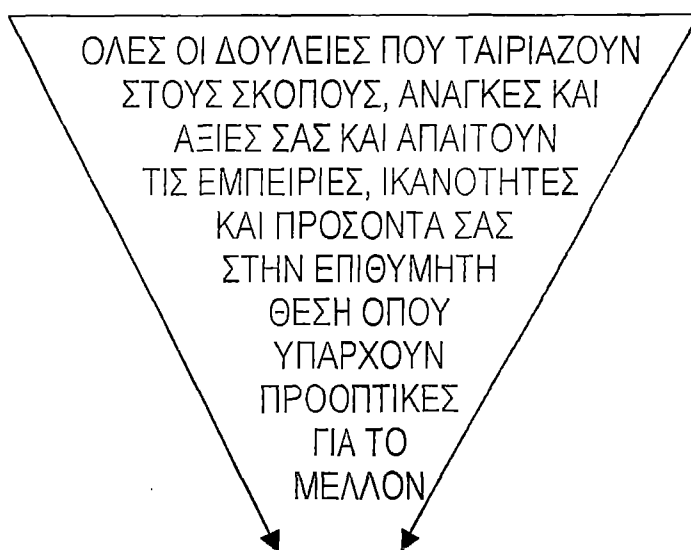 ΟΛΕΣ ΟΙ ΔΟΥΛΕΙΕΣ ΠΟΥ ΤΑΙΡΙΑΖΟΥΝ
ΣΤΟΥΣ ΣΚΟΠΟΥΣ, ΑΝΑΓΚΕΣ ΚΑΙ
ΑΞΙΕΣ ΣΑΣ ΚΑΙ ΑΠΑΙΤΟΥΝ
ΤΙΣ ΕΜΠΕΙΡΙΕΣ, ΙΚΑΝΟΤΗΤΕΣ
ΚΑΙ ΠΡΟΣΟΝΤΑ ΣΑΣ
ΣΤΗΝ ΕΠΙΘΥΜΗΤΗ
ΘΕΣΗ ΟΠΟΥ
ΥΠΑΡΧΟΥΝ
ΠΡΟΟΠΤΙΚΕΣ
ΓΙΑ ΤΟ
ΜΕΛΛΟΝ